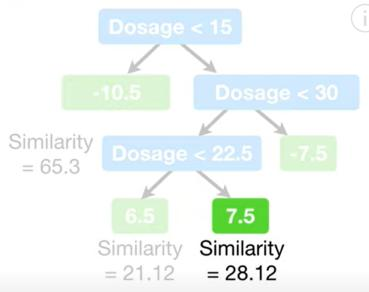 Dosage < 15
-10.5
Dosage < 30
Similarity
= 65.3
Dosage < 22.5
-7.5
6.5
7.5
Similarity
= 21.12
Similarity
= 28.12
i